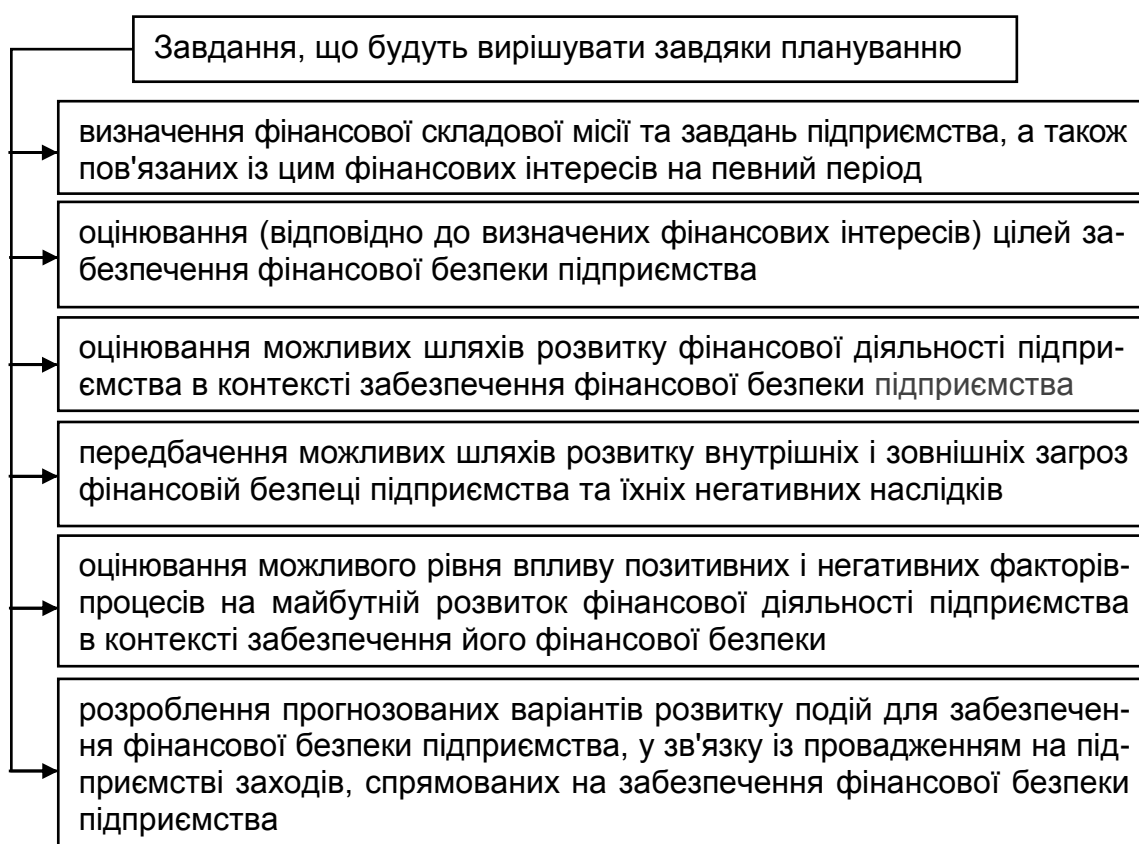 Завдання, що будуть вирішувати завдяки плануванню
визначення фінансової складової місії та завдань підприємства, а також
пов'язаних із цим фінансових інтересів на певний період
оцінювання (відповідно до визначених фінансових інтересів) цілей за-
безпечення фінансової безпеки підприємства
оцінювання можливих шляхів розвитку фінансової діяльності підпри-
ємства в контексті забезпечення фінансової безпеки підприємства
передбачення можливих шляхів розвитку внутрішніх і зовнішніх загроз
фінансовій безпеці підприємства та їхніх негативних наслідків
оцінювання можливого рівня впливу позитивних і негативних факторів-
процесів на майбутній розвиток фінансової діяльності підприємства
в контексті забезпечення його фінансової безпеки
розроблення прогнозованих варіантів розвитку подій для забезпечен-
ня фінансової безпеки підприємства, у зв'язку із провадженням на під-
приємстві заходів, спрямованих на забезпечення фінансової безпеки
підприємства